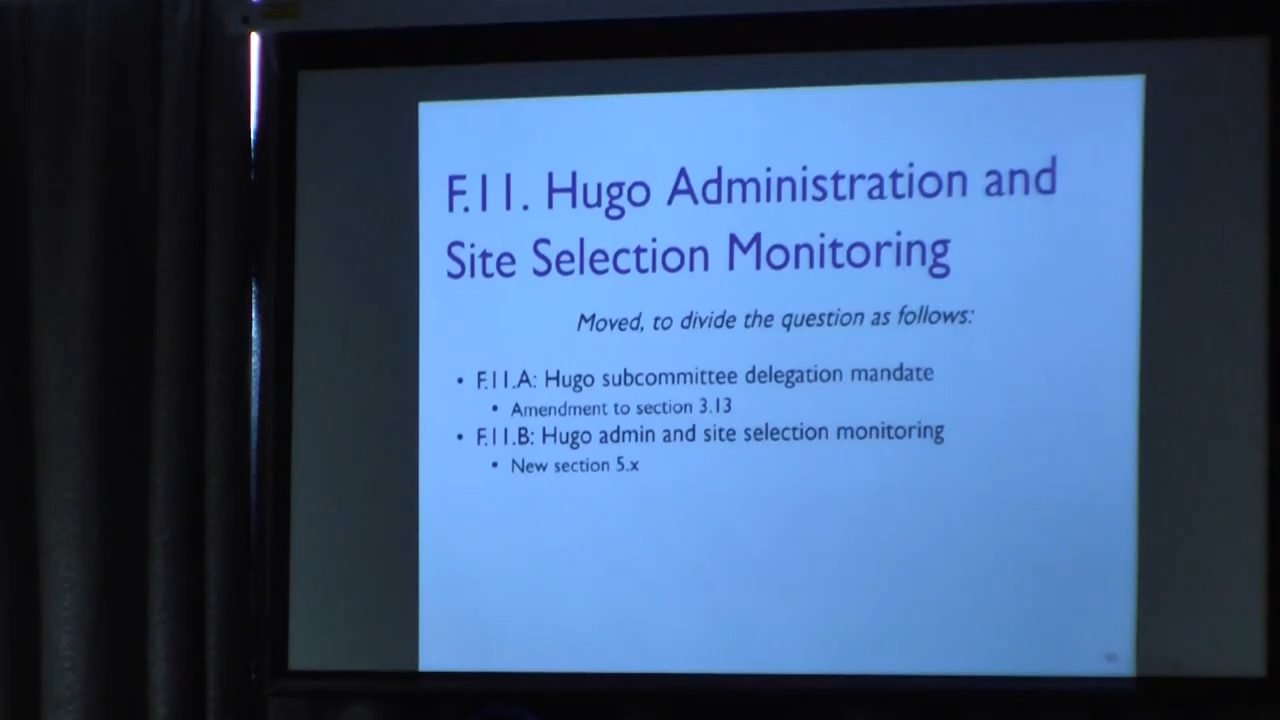 F.11. Hugo Administration and
Site Selection Monitoring
Moved, to divide the question as follows:
• F.11.A: Hugo subcommittee delegation mandate
• Amendment to section 3.13
• F.11.B: Hugo admin and site selection monitoring
• New section 5.x